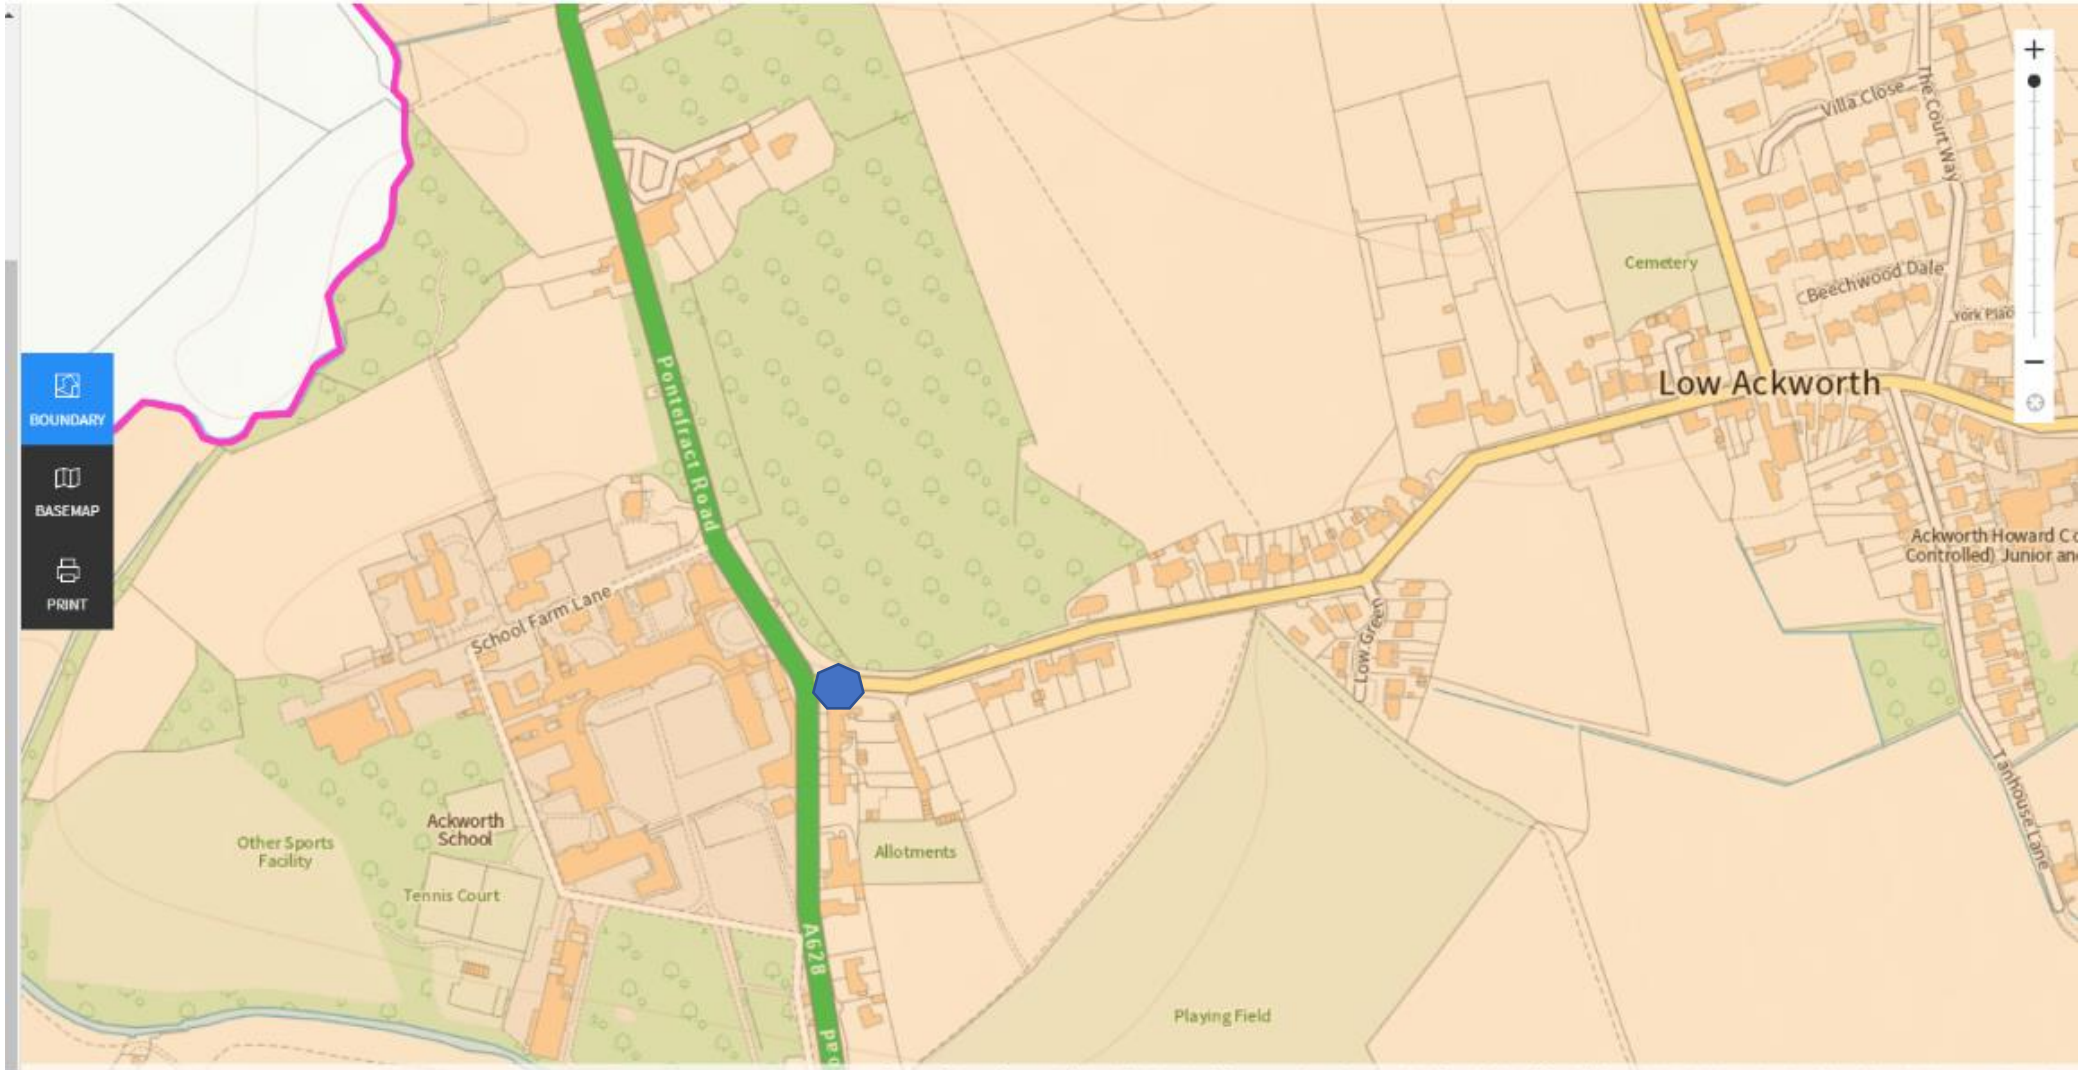 Villa Close
The Court Way
Cemetery
Beechwood Dale
York Plac
Pontefract Road
BOUNDARY
Low Ackworth
BASEMAP
Ackworth Howard C
Controlled) Junior an
PRINT
School Farm Lane
Low Green
Tanhouse Lane
Ackworth
School
Other Sports
Facility
Allotments
Tennis Court
A628
Playing Field